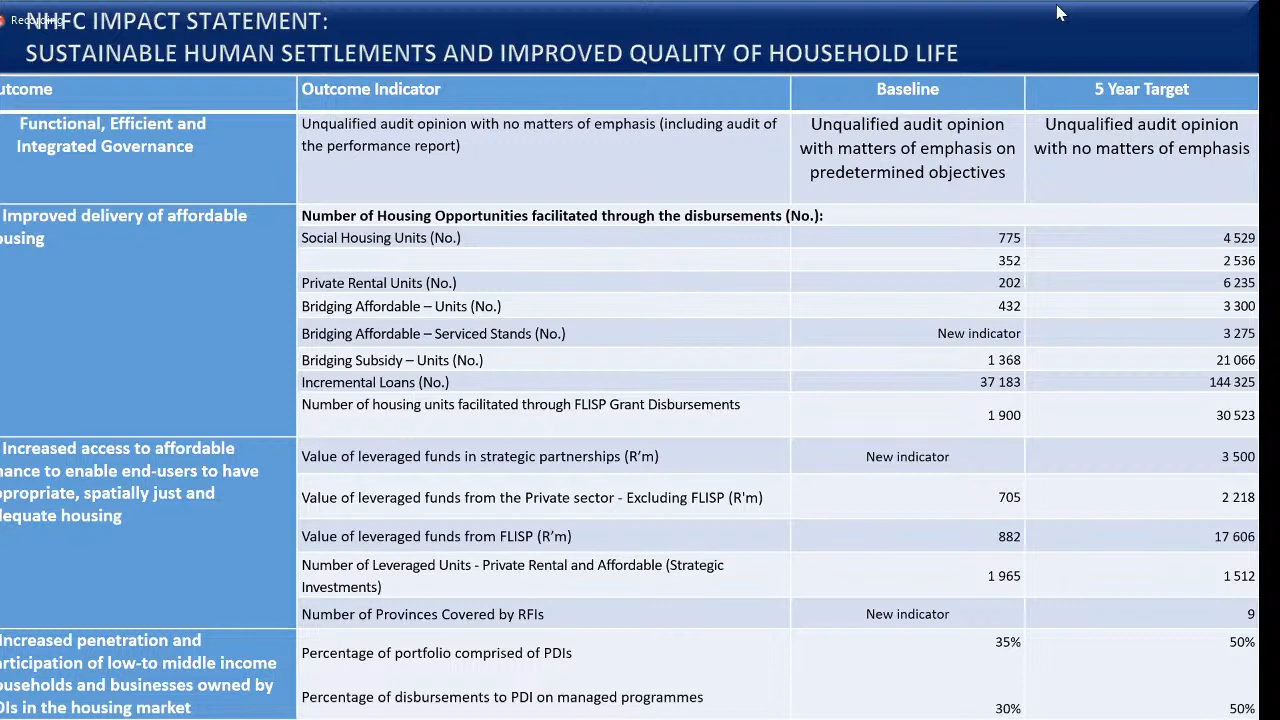 Recording
NHFC IMPACT STATEMENT:
SUSTAINABLE HUMAN SETTLEMENTS AND IMPROVED QUALITY OF HOUSEHOLD LIFE
utcome Outcome Indicator Baseline 5 Year Target
Functional, Efficient and
Integrated Governance
Unqualified audit opinion with no matters of emphasis (including audit of
the performance report)
Unqualified audit opinion
with matters of emphasis on
predetermined objectives
Unqualified audit opinion
with no matters of emphasis
Improved delivery of affordable
ousing
Number of Housing Opportunities facilitated through the disbursements (No.):
Social Housing Units (No.) 775 4 529
352 2 536
Private Rental Units (No.) 202 6 235
Bridging Affordable – Units (No.) 432 3 300
Bridging Affordable – Serviced Stands (No.) New indicator 3 275
Bridging Subsidy – Units (No.) 1 368 21 066
Incremental Loans (No.) 37 183 144 325
Number of housing units facilitated through FLISP Grant Disbursements 1 900 30 523
Increased access to affordable
nance to enable end-users to have
propriate, spatially just and
dequate housing
Value of leveraged funds in strategic partnerships (R’m) New indicator 3 500
Value of leveraged funds from the Private sector - Excluding FLISP (R'm) 705 2 218
Value of leveraged funds from FLISP (R’m) 882 17 606
Number of Leveraged Units - Private Rental and Affordable (Strategic
Investments) 1 965 1 512
Number of Provinces Covered by RFIs New indicator 9
Increased penetration and
rticipation of low-to middle income
ouseholds and businesses owned by
DIs in the housing market
Percentage of portfolio comprised of PDIs 35% 50%
Percentage of disbursements to PDI on managed programmes 30% 50%